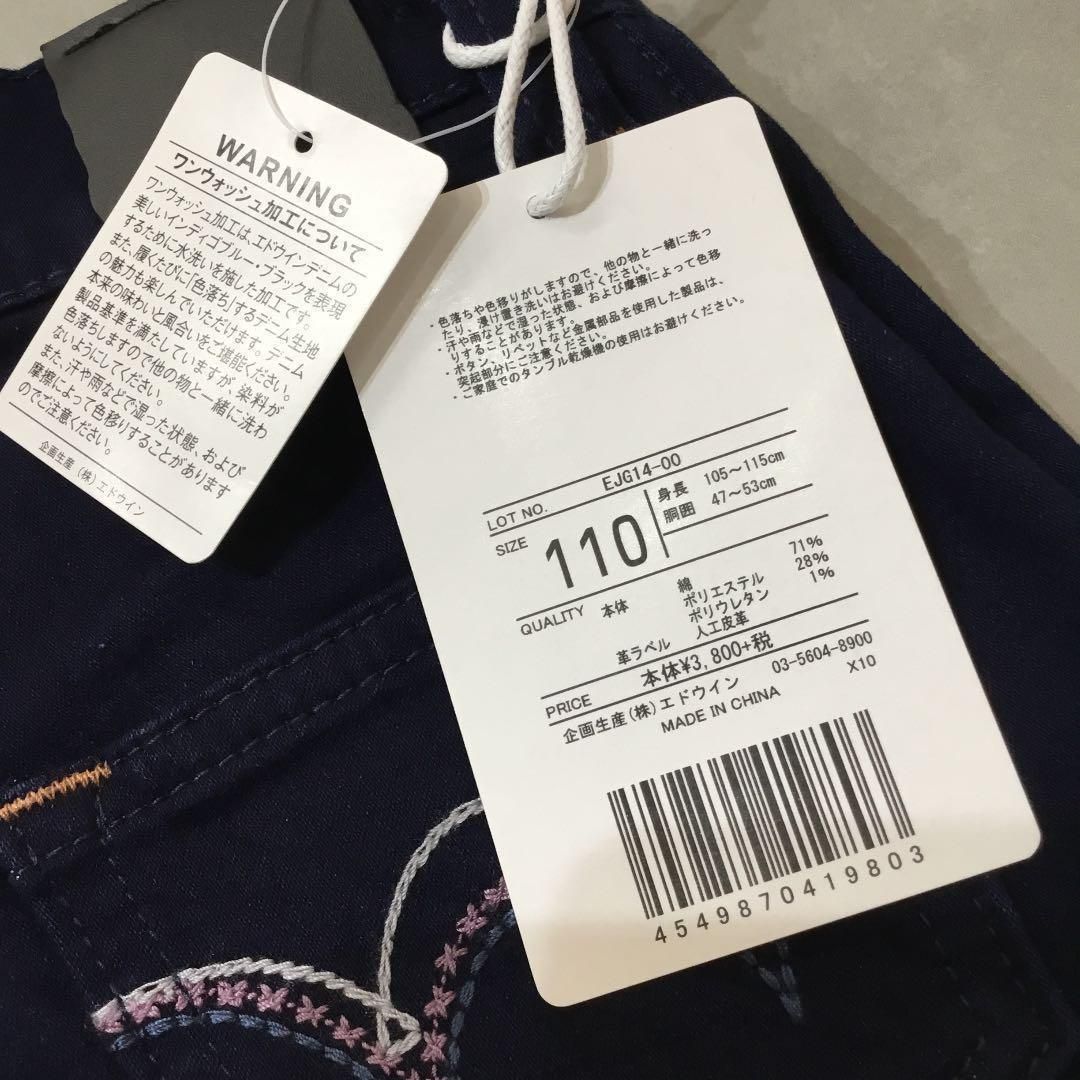 WARNING
ワンウォッシュ加工について
ワンウォッシュ加工は、エドウインデニムの
美しいインディゴブルー・ブラックを表現
するために水洗いを施した加工です。
また、履くたびに「色落ち」するデニム生地
の魅力も楽しんでいただけます。デニム
本来の味わいと風合いをご堪能ください。
製品基準を満たしていますが、染料が
色落ちしますので他の物と一緒に洗わ
ないようにしてください。
また、汗や雨などで湿った状態、および
摩擦によって色移りすることがあります
のでご注意ください。
企画生産(株)エドウイン
・色落ちや色移りがしますので、他の物と一緒に洗っ
たり、浸け置き洗いはお避けください。
・汗や雨などで湿った状態、および摩擦によって色移
りすることがあります。
・ボタン、リベットなど金属部品を使用した製品は、
突起部分にご注意ください。
・ご家庭でのタンブル乾燥機の使用はお避けください。
LOT NO. EJG14-00
SIZE 110 身長 105～115cm
胴囲 47～53cm
QUALITY 本体 綿 71%
ポリエステル 28%
ポリウレタン 1%
革ラベル 人工皮革
PRICE 本体¥3,800+税
企画生産(株)エドウイン 03-5604-8900
MADE IN CHINA X10
4549870419803